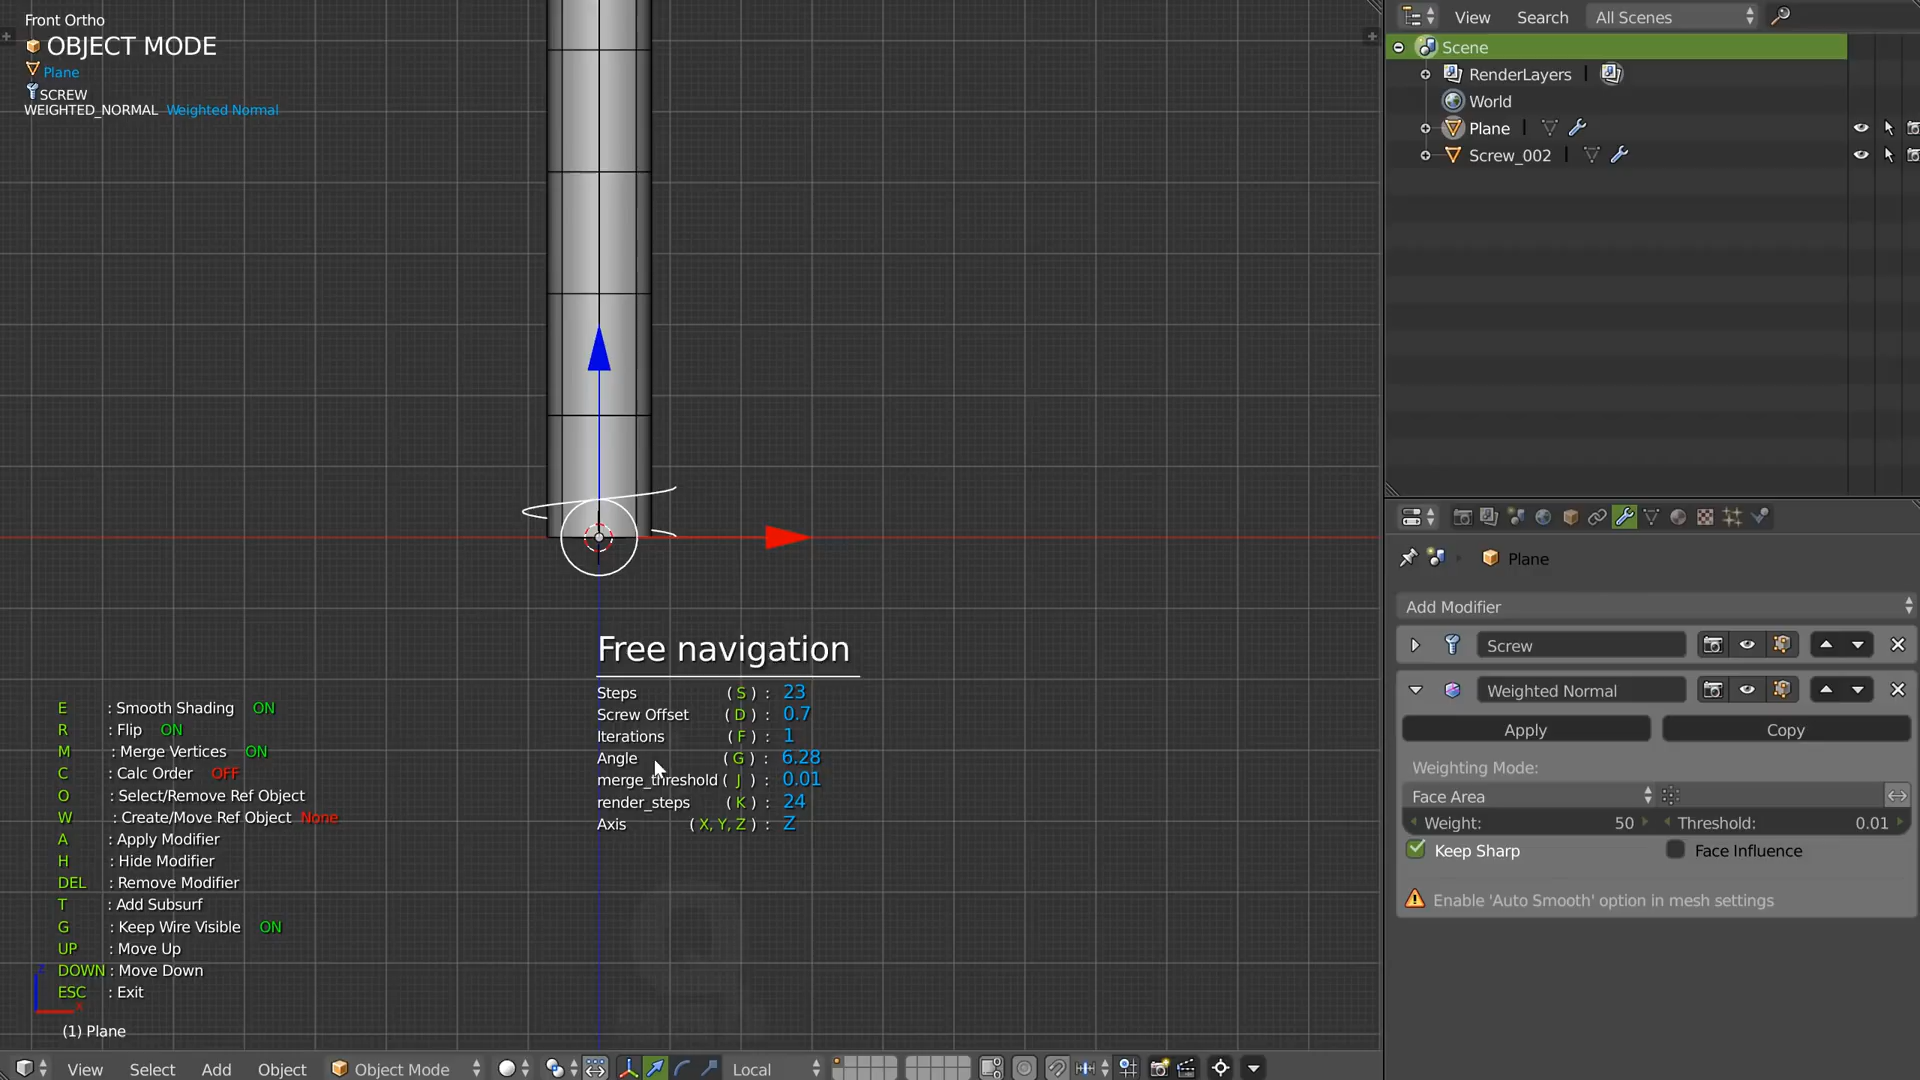 Front Ortho
OBJECT MODE
Plane
SCREW
WEIGHTED_NORMAL Weighted Normal
View Search All Scenes
Scene
RenderLayers
World
Plane
Screw_002
Free navigation
Steps ( S ) : 23
Screw Offset ( D ) : 0.7
Iterations ( F ) : 1
Angle ( G ) : 6.28
merge_threshold ( J ) : 0.01
render_steps ( K ) : 24
Axis ( X, Y, Z ) : Z
E : Smooth Shading ON
R : Flip ON
M : Merge Vertices ON
C : Calc Order OFF
O : Select/Remove Ref Object
W : Create/Move Ref Object None
A : Apply Modifier
H : Hide Modifier
DEL : Remove Modifier
T : Add Subsurf
G : Keep Wire Visible ON
UP : Move Up
DOWN : Move Down
ESC : Exit
Z
X
(1) Plane
View Select Add Object Object Mode Local
Plane
Add Modifier
Screw
Weighted Normal
Apply Copy
Weighting Mode:
Face Area
Weight: 50 Threshold: 0.01
Keep Sharp Face Influence
Enable 'Auto Smooth' option in mesh settings